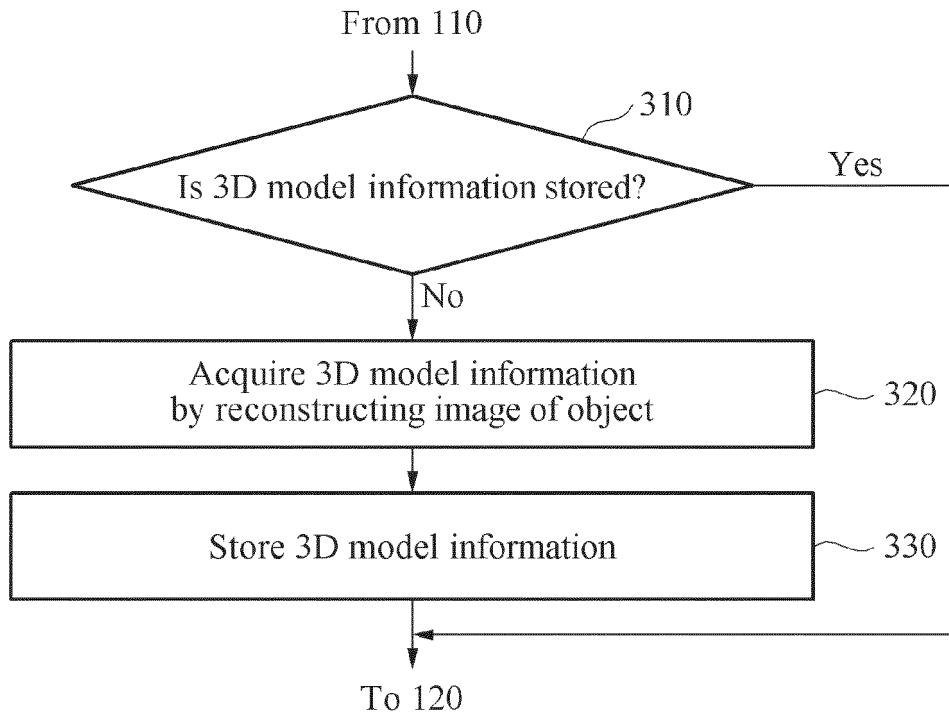 From 110
310
Is 3D model information stored?
Yes
No
Acquire 3D model information
by reconstructing image of object
320
Store 3D model information
330
To 120